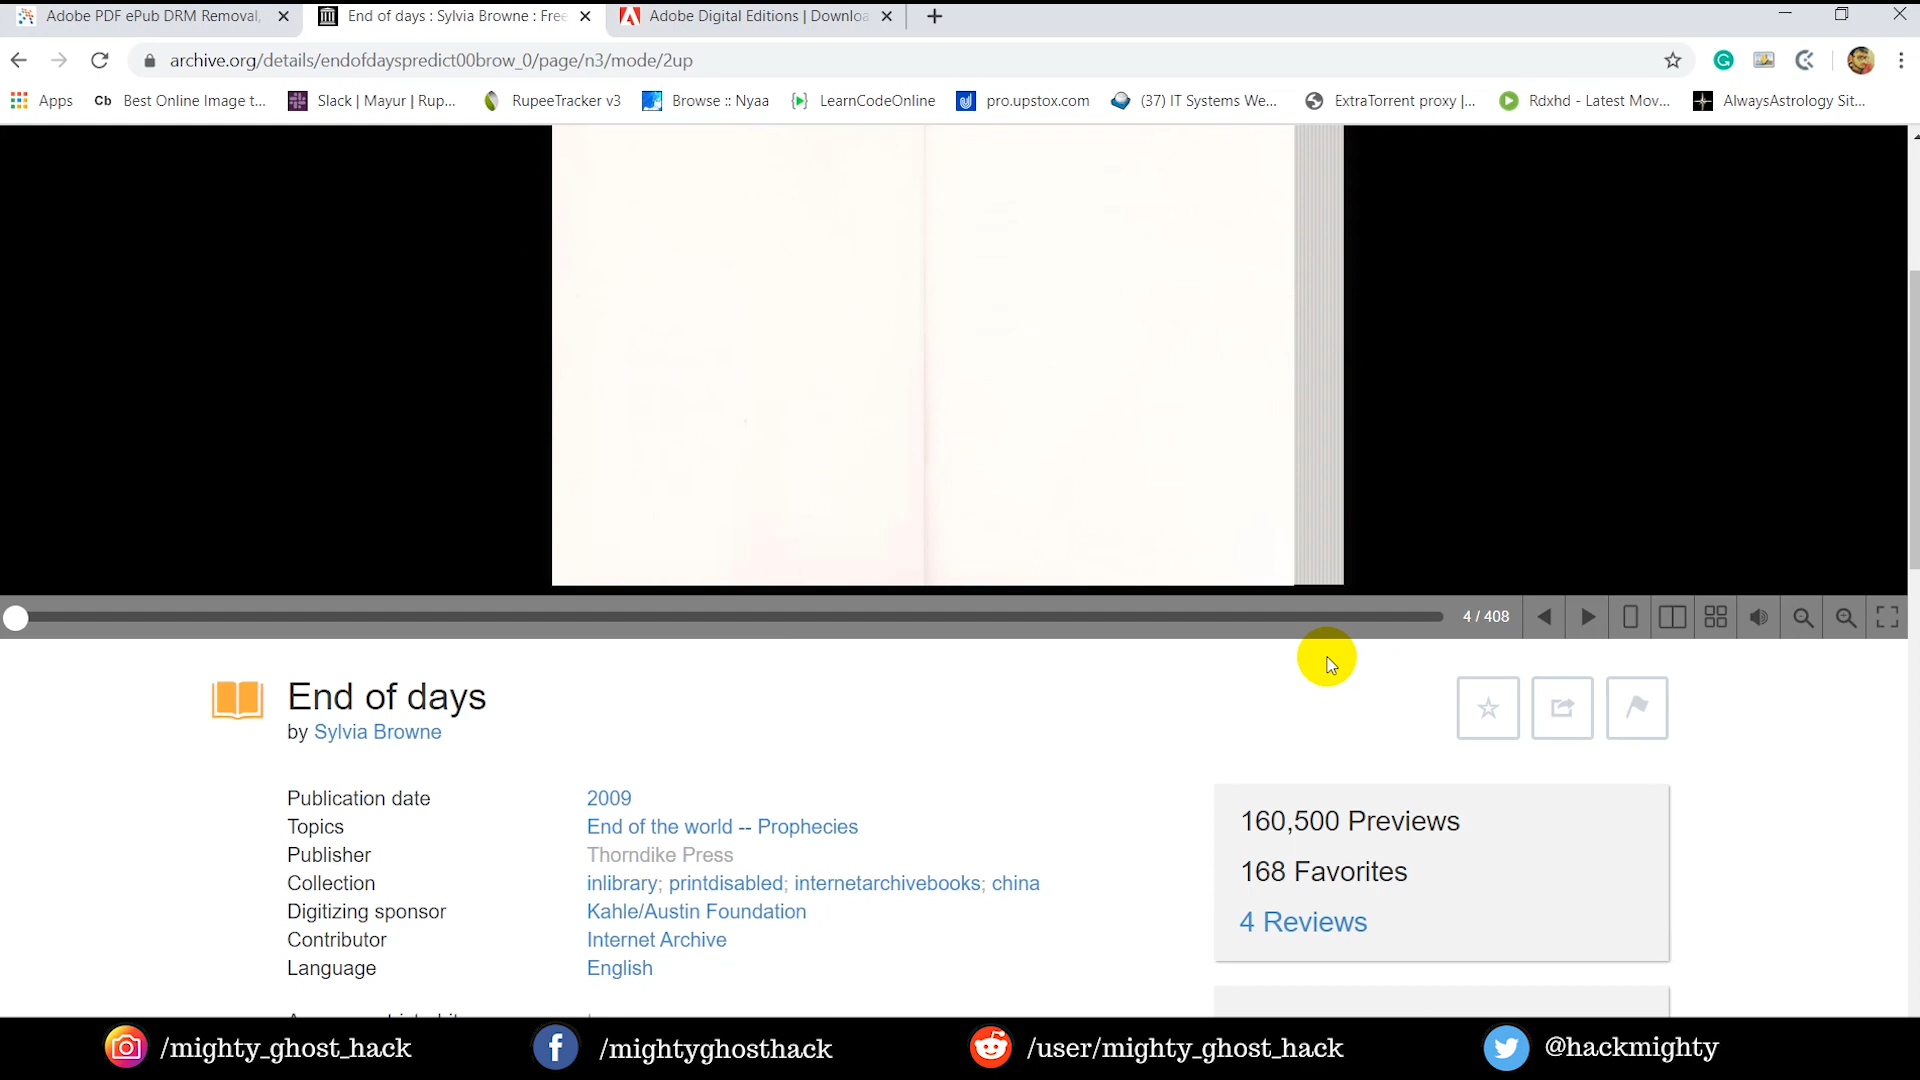 Adobe PDF ePub DRM Removal,
End of days : Sylvia Browne : Free
Adobe Digital Editions | Downloa
archive.org/details/endofdayspredict00brow_0/page/n3/mode/2up
Apps
Cb Best Online Image t...
Slack | Mayur | Rup...
RupeeTracker v3
Browse :: Nyaa
LearnCodeOnline
pro.upstox.com
(37) IT Systems We...
ExtraTorrent proxy |...
Rdxhd - Latest Mov...
AlwaysAstrology Sit...
4 / 408
End of days
by Sylvia Browne
Publication date 2009
Topics End of the world -- Prophecies
Publisher Thorndike Press
Collection inlibrary; printdisabled; internetarchivebooks; china
Digitizing sponsor Kahle/Austin Foundation
Contributor Internet Archive
Language English
160,500 Previews
168 Favorites
4 Reviews
/mighty_ghost_hack
/mightyghosthack
/user/mighty_ghost_hack
@hackmighty